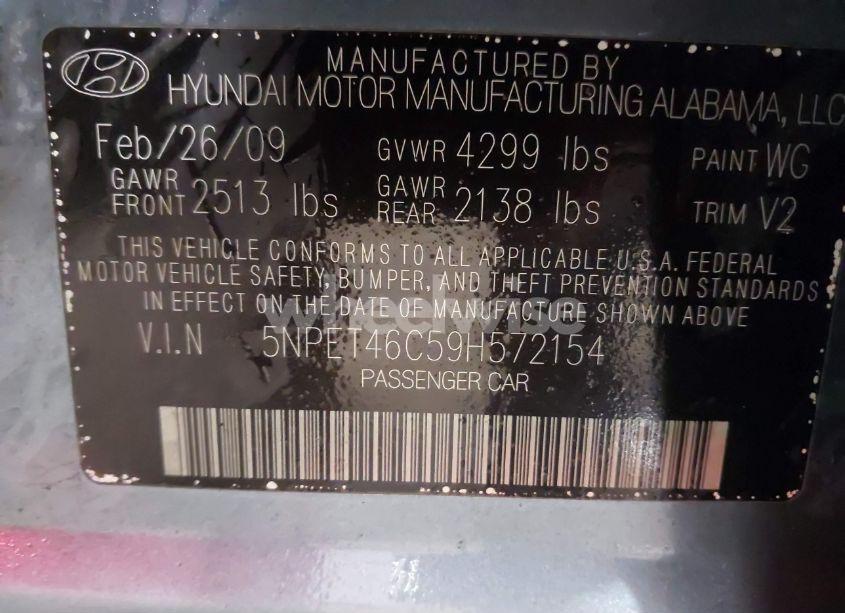 MANUFACTURED BY
HYUNDAI MOTOR MANUFACTURING ALABAMA, LLC
Feb/26/09 GVWR 4299 lbs PAINT WG
GAWR FRONT 2513 lbs GAWR REAR 2138 lbs TRIM V2
THIS VEHICLE CONFORMS TO ALL APPLICABLE U.S.A. FEDERAL
MOTOR VEHICLE SAFETY, BUMPER, AND THEFT PREVENTION STANDARDS
IN EFFECT ON THE DATE OF MANUFACTURE SHOWN ABOVE
wheelwise
V.I.N 5NPET46C59H572154
PASSENGER CAR